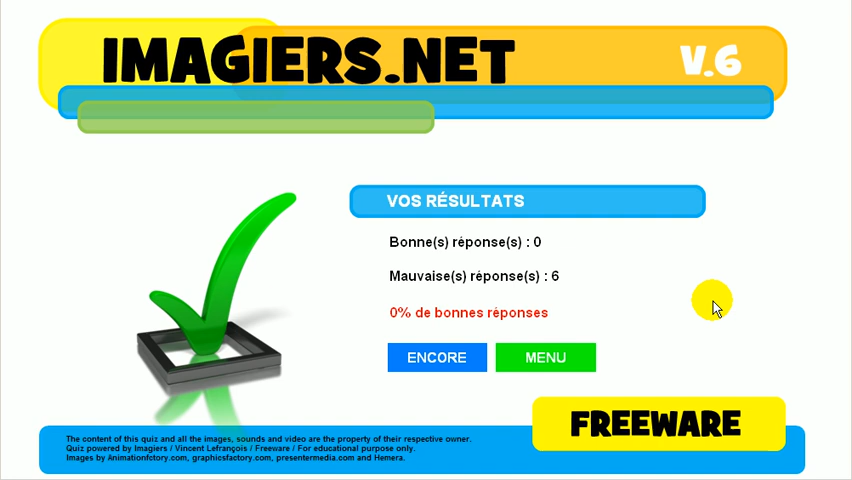 IMAGIERS.NET
V.6
VOS RÉSULTATS
Bonne(s) réponse(s) : 0
Mauvaise(s) réponse(s) : 6
0% de bonnes réponses
ENCORE
MENU
FREEWARE
The content of this quiz and all the images, sounds and video are the property of their respective owner.
Quiz powered by Imagiers / Vincent Lefrançois / Freeware / For educational purpose only.
Images by Animationfctory.com, graphicsfactory.com, presentermedia.com and Hemera.